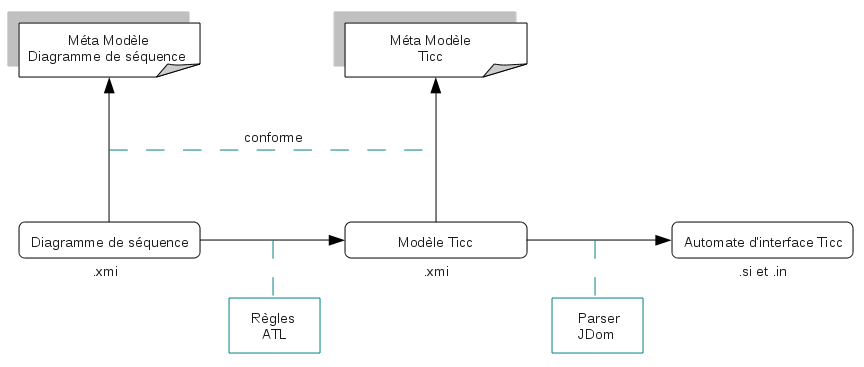 Méta Modèle
Diagramme de séquence
Méta Modèle
Ticc
conforme
Diagramme de séquence
Modèle Ticc
Automate d'interface Ticc
.xmi
.xmi
.si et .in
Règles
ATL
Parser
JDom